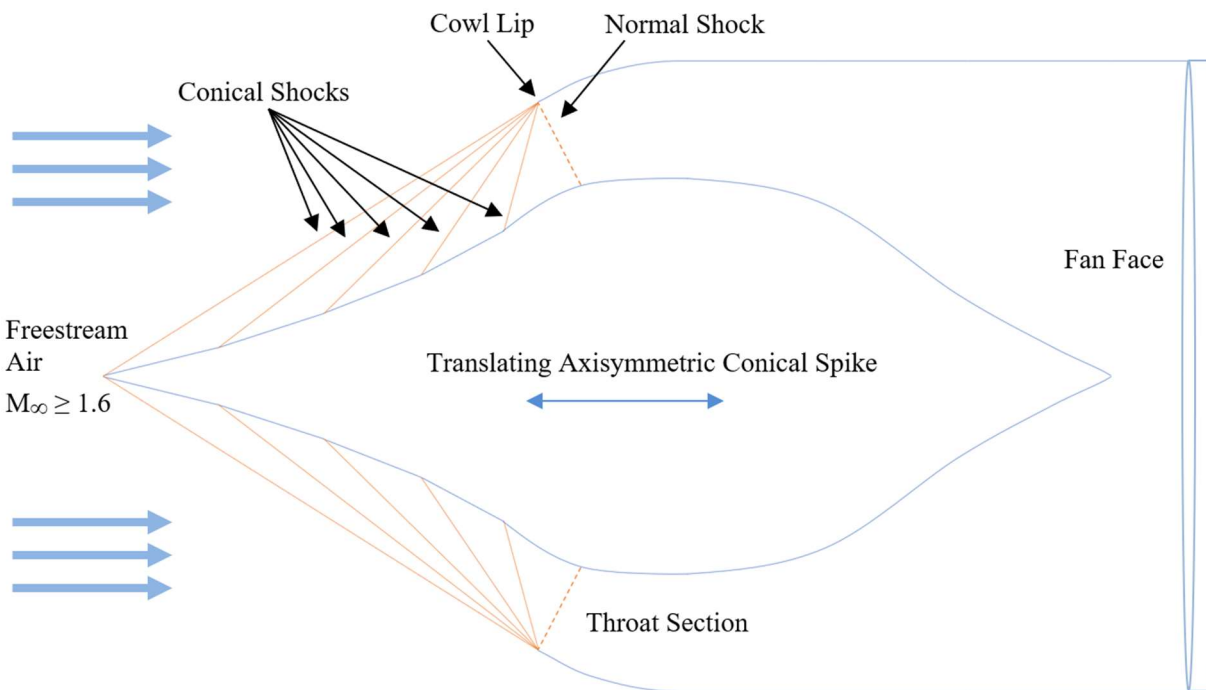 Cowl Lip
Normal Shock
Conical Shocks
Fan Face
Freestream
Air
M∞ ≥ 1.6
Translating Axisymmetric Conical Spike
Throat Section